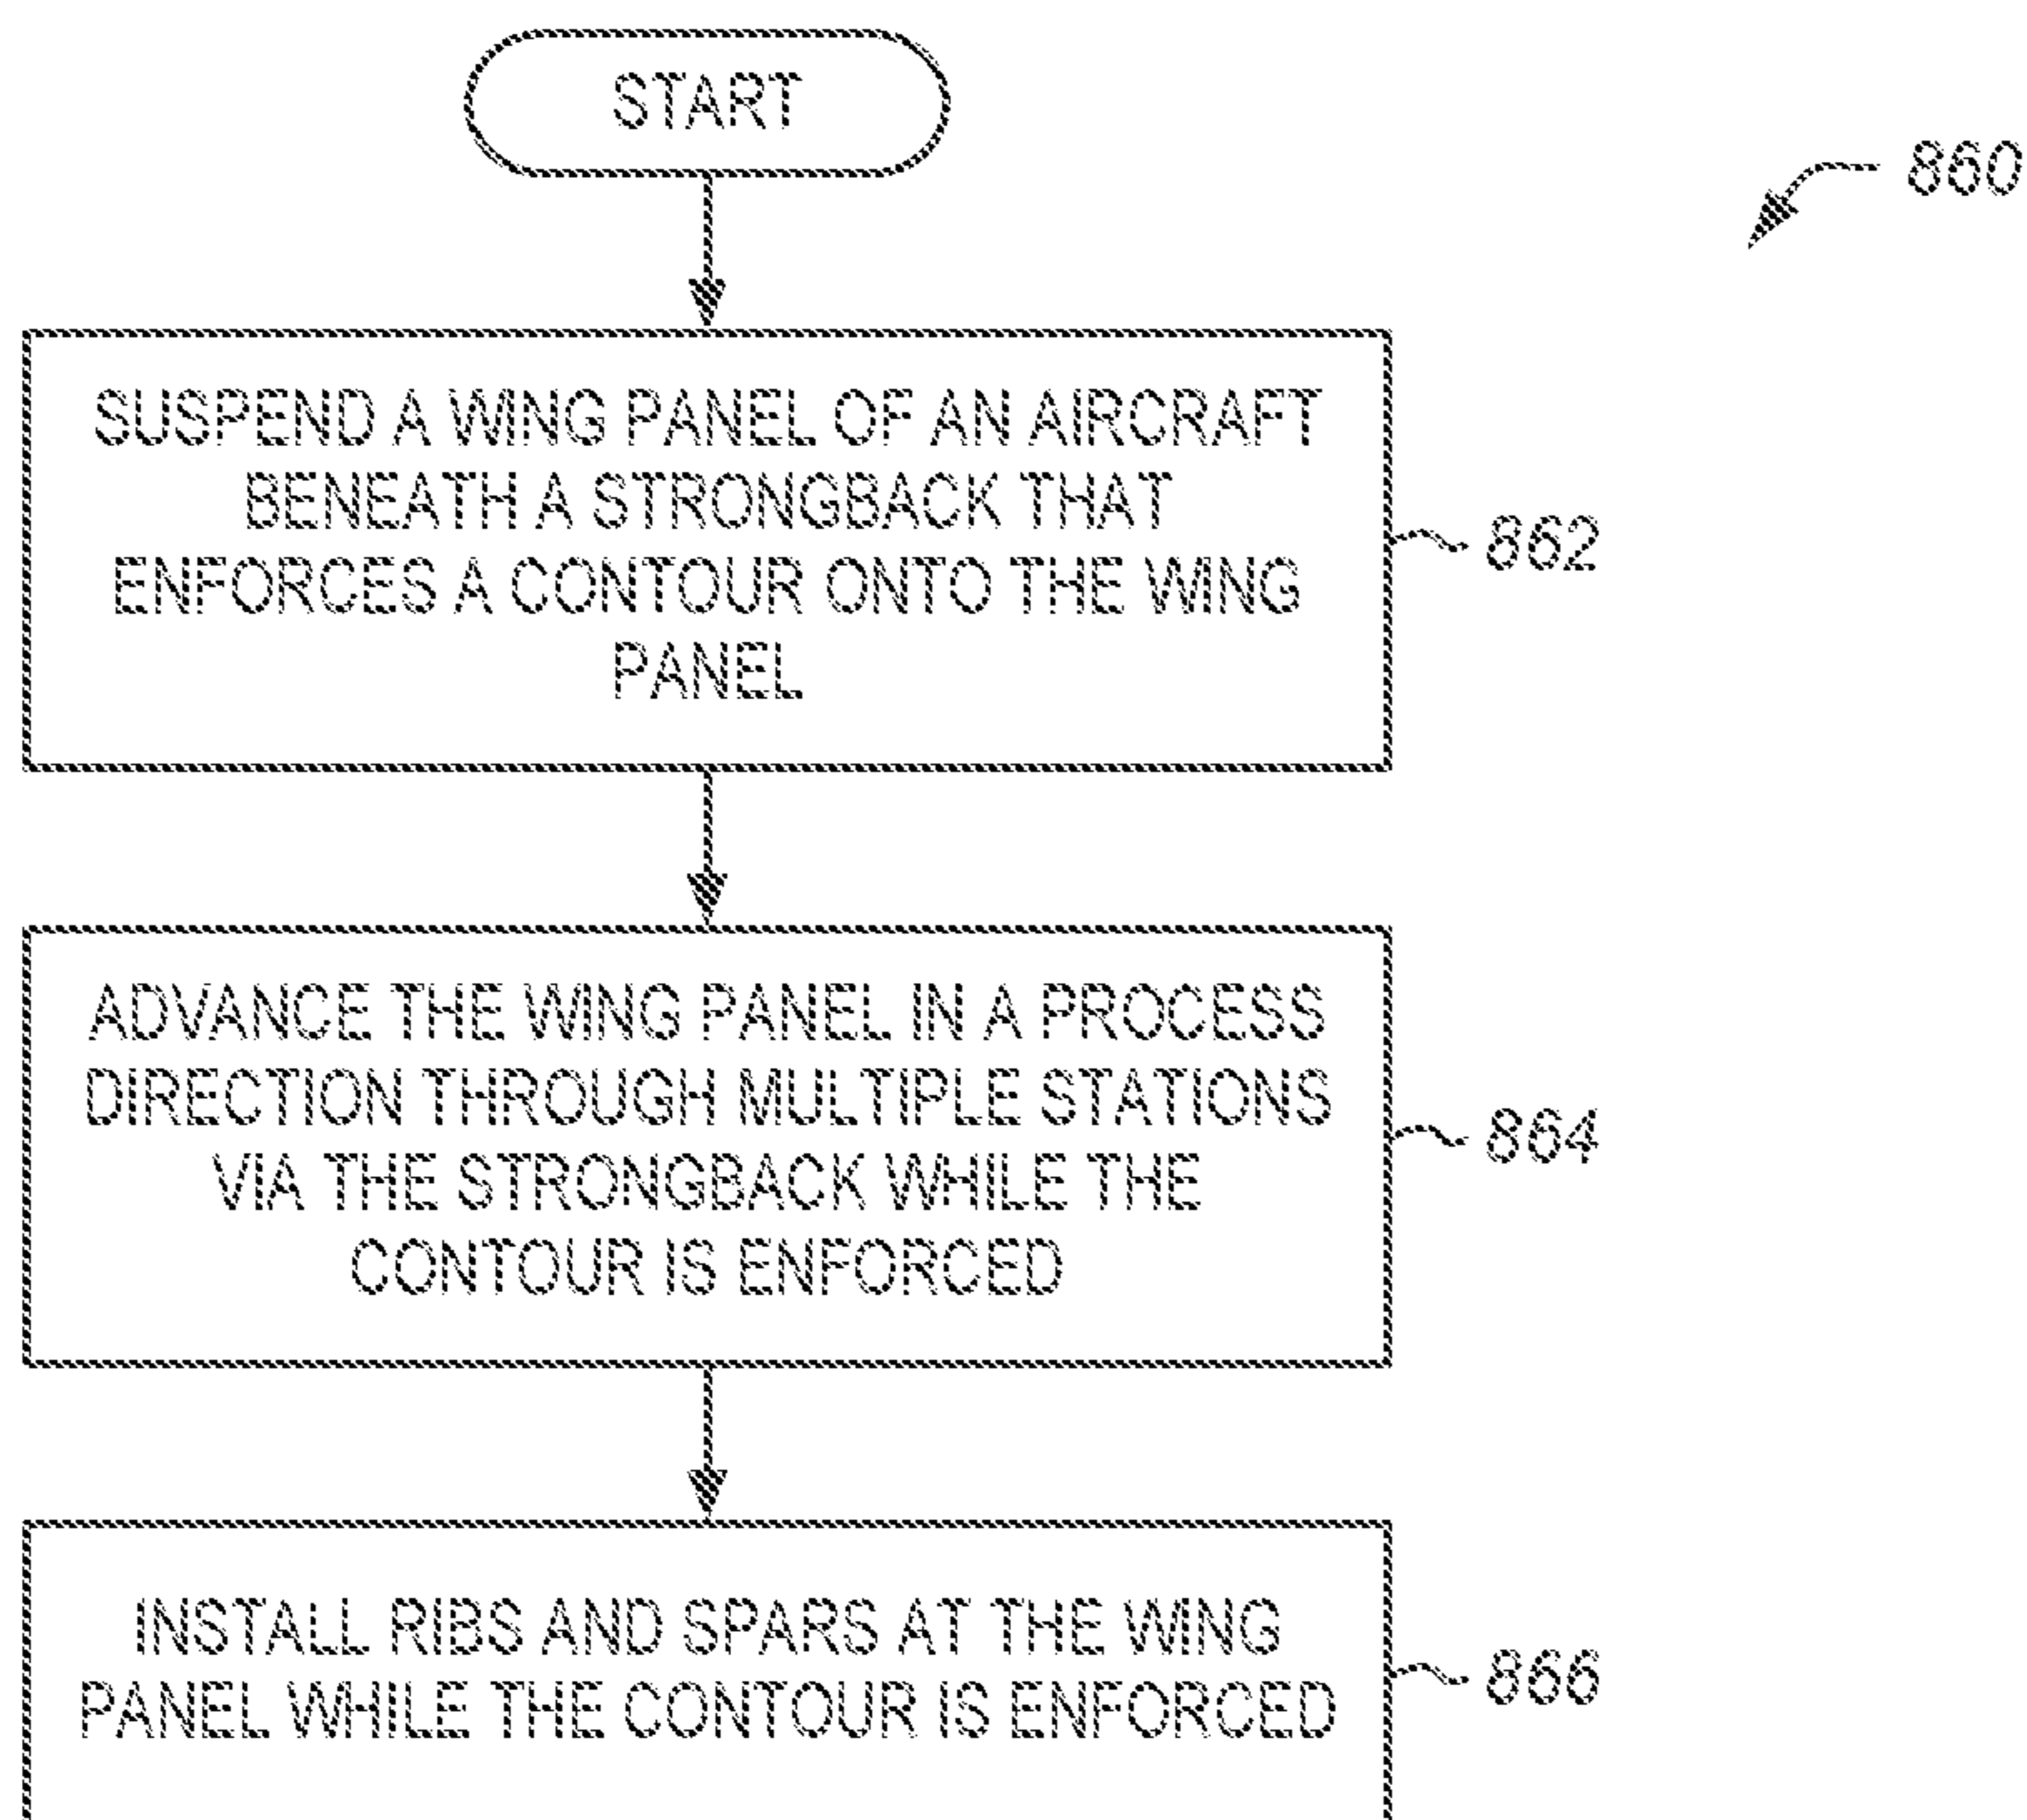 START
860
SUSPEND A WING PANEL OF AN AIRCRAFT
BENEATH A STRONGBACK THAT
ENFORCES A CONTOUR ONTO THE WING
PANEL
862
ADVANCE THE WING PANEL IN A PROCESS
DIRECTION THROUGH MULTIPLE STATIONS
VIA THE STRONGBACK WHILE THE
CONTOUR IS ENFORCED
864
INSTALL RIBS AND SPARS AT THE WING
PANEL WHILE THE CONTOUR IS ENFORCED
866